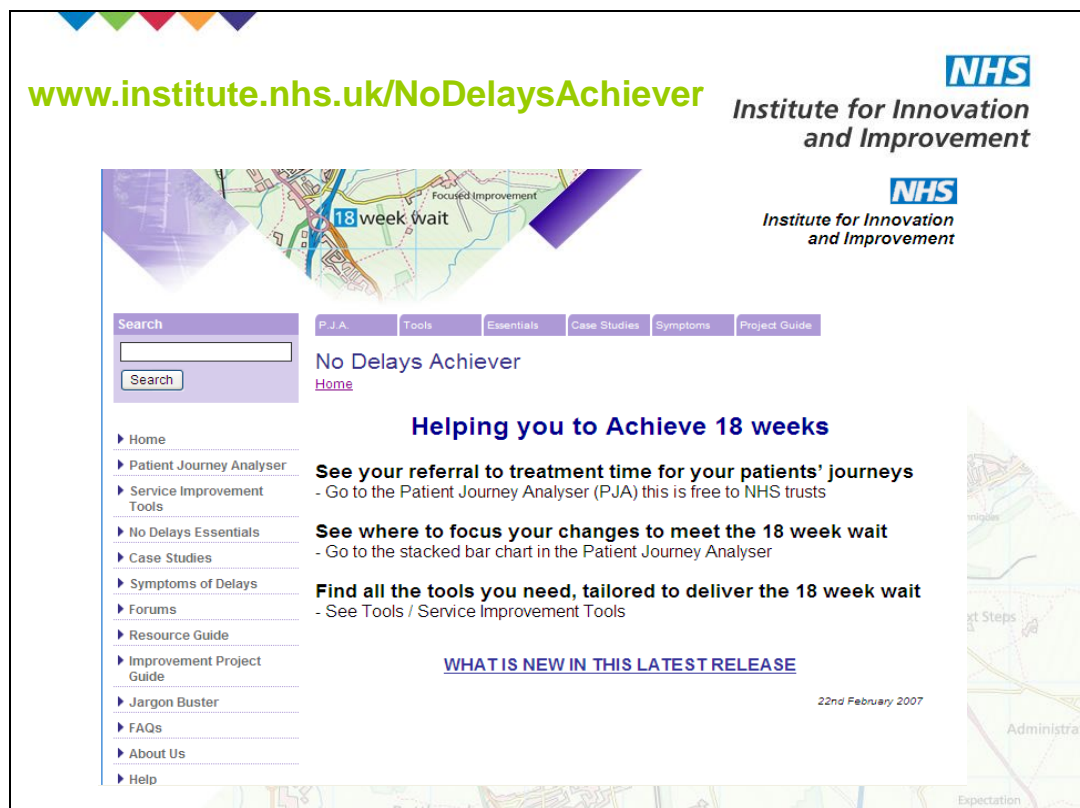 www.institute.nhs.uk/NoDelaysAchiever
NHS
Institute for Innovation
and Improvement
Focused Improvement
18 week wait
NHS
Institute for Innovation
and Improvement
Search
Search
P.J.A.
Tools
Essentials
Case Studies
Symptoms
Project Guide
No Delays Achiever
Home
Home
Patient Journey Analyser
Service Improvement
Tools
No Delays Essentials
Case Studies
Symptoms of Delays
Forums
Resource Guide
Improvement Project
Guide
Jargon Buster
FAQs
About Us
Help
Helping you to Achieve 18 weeks
See your referral to treatment time for your patients' journeys
- Go to the Patient Journey Analyser (PJA) this is free to NHS trusts
See where to focus your changes to meet the 18 week wait
- Go to the stacked bar chart in the Patient Journey Analyser
Find all the tools you need, tailored to deliver the 18 week wait
- See Tools / Service Improvement Tools
WHAT IS NEW IN THIS LATEST RELEASE
22nd February 2007
Steps
Administra
Expectation